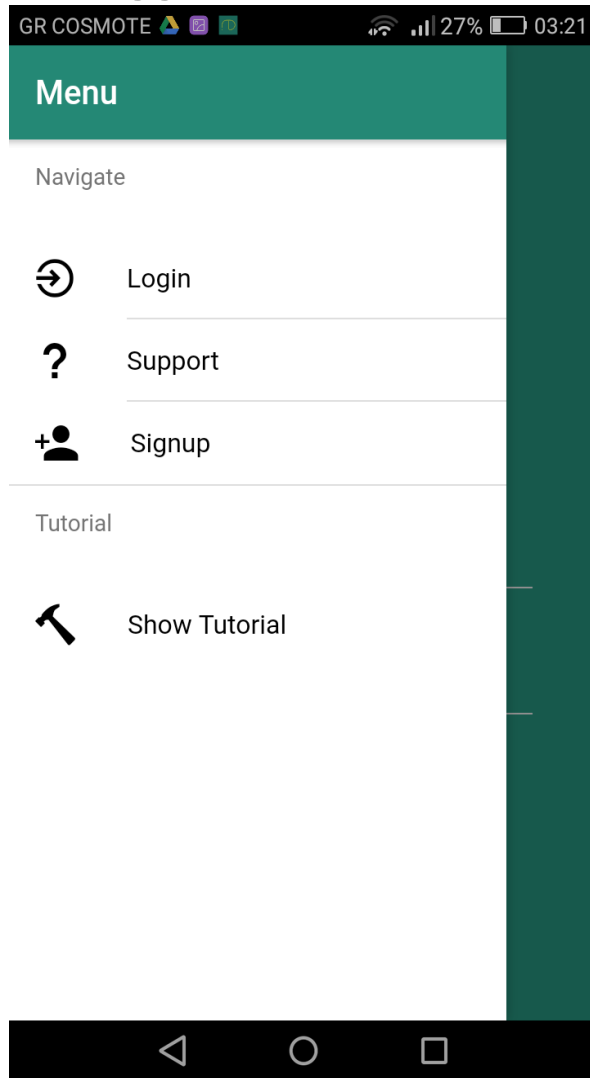 GR COSMOTE 27% 03:21
Menu
Navigate
Login
Support
Signup
Tutorial
Show Tutorial